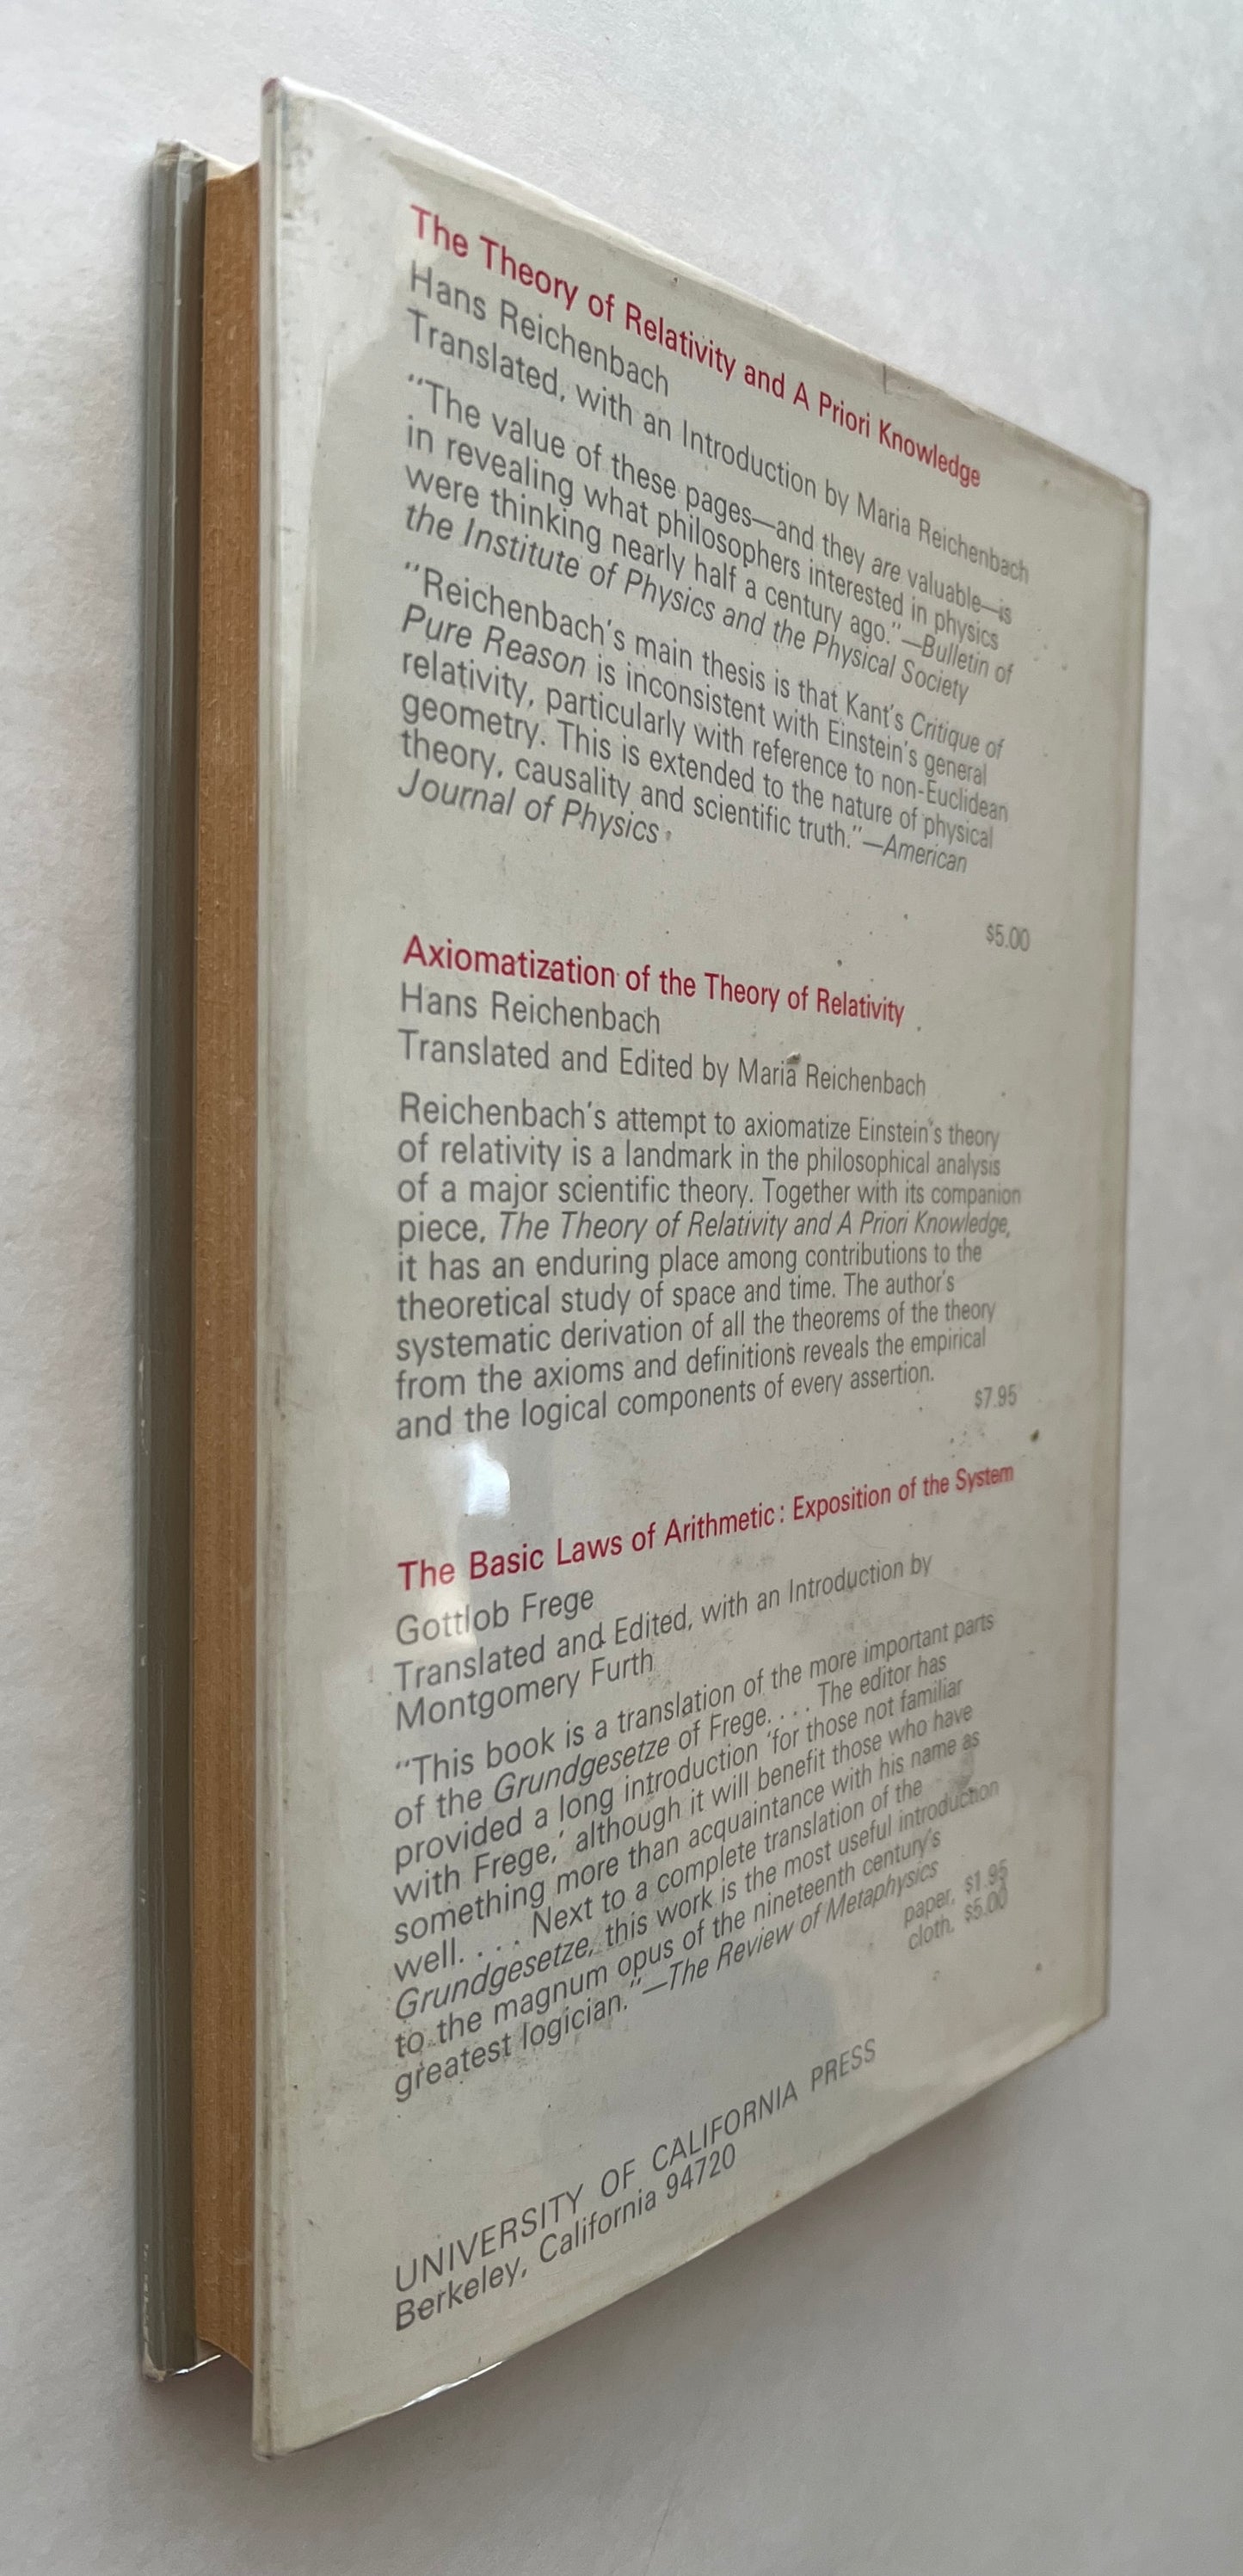 The Theory of Relativity and A Priori Knowledge
Hans Reichenbach
Translated, with an Introduction by Maria Reichenbach
“The value of these pages—and they are valuable—is
in revealing what philosophers interested in physics
were thinking nearly half a century ago.”—Bulletin of
the Institute of Physics and the Physical Society
“Reichenbach’s main thesis is that Kant’s Critique of
Pure Reason is inconsistent with Einstein’s general
relativity, particularly with reference to non-Euclidean
geometry. This is extended to the nature of physical
theory, causality and scientific truth.”—American
Journal of Physics
$5.00
Axiomatization of the Theory of Relativity
Hans Reichenbach
Translated and Edited by Maria Reichenbach
Reichenbach’s attempt to axiomatize Einstein’s theory
of relativity is a landmark in the philosophical analysis
of a major scientific theory. Together with its companion
piece, The Theory of Relativity and A Priori Knowledge,
it has an enduring place among contributions to the
theoretical study of space and time. The author’s
systematic derivation of all the theorems of the theory
from the axioms and definitions reveals the empirical
and the logical components of every assertion.
$7.95
The Basic Laws of Arithmetic: Exposition of the System
Gottlob Frege
Translated and Edited, with an Introduction by
Montgomery Furth
“This book is a translation of the more important parts
of the Grundgesetze of Frege. . . . The editor has
provided a long introduction ‘for those not familiar
with Frege,’ although it will benefit those who have
something more than acquaintance with his name as
well. . . . Next to a complete translation of the
Grundgesetze, this work is the most useful introduction
to the magnum opus of the nineteenth century’s
greatest logician.”—The Review of Metaphysics
paper, $1.95
cloth, $5.00
UNIVERSITY OF CALIFORNIA PRESS
Berkeley, California 94720